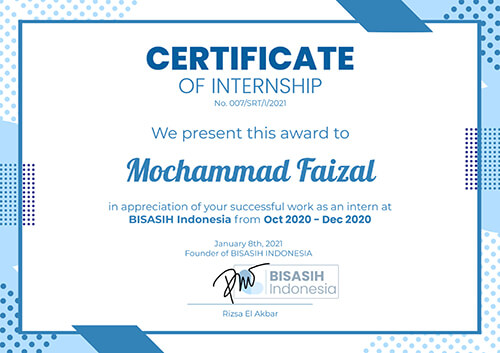 CERTIFICATE
OF INTERNSHIP
No. 007/SRT/I/2021
We present this award to
Mochammad Faizal
in appreciation of your successful work as an intern at
BISASIH Indonesia from Oct 2020 - Dec 2020
January 8th, 2021
Founder of BISASIH INDONESIA
BISASIH
Indonesia
Rizsa El Akbar